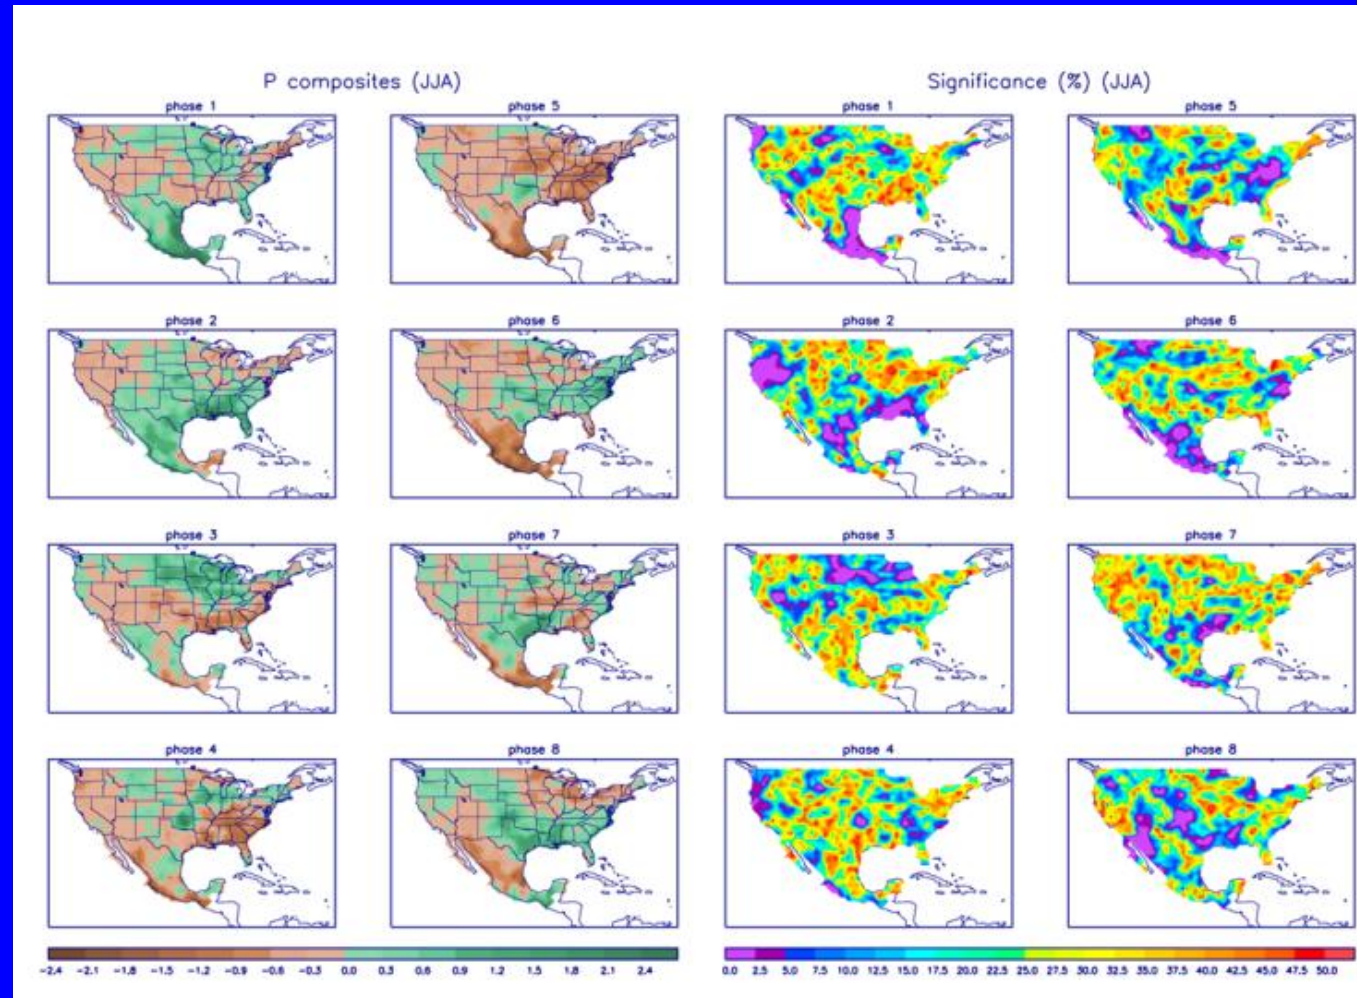 P composites (JJA)
Significance (%) (JJA)
phase 1
phase 5
phase 1
phase 5
phase 2
phase 6
phase 2
phase 6
phase 3
phase 7
phase 3
phase 7
phase 4
phase 8
phase 4
phase 8
-2.4 -2.1 -1.8 -1.5 -1.2 -0.9 -0.6 -0.3 0.0 0.3 0.6 0.9 1.2 1.5 1.8 2.1 2.4
0.0 2.5 5.0 7.5 10.0 12.5 15.0 17.5 20.0 22.5 25.0 27.5 30.0 32.5 35.0 37.5 40.0 42.5 45.0 47.5 50.0